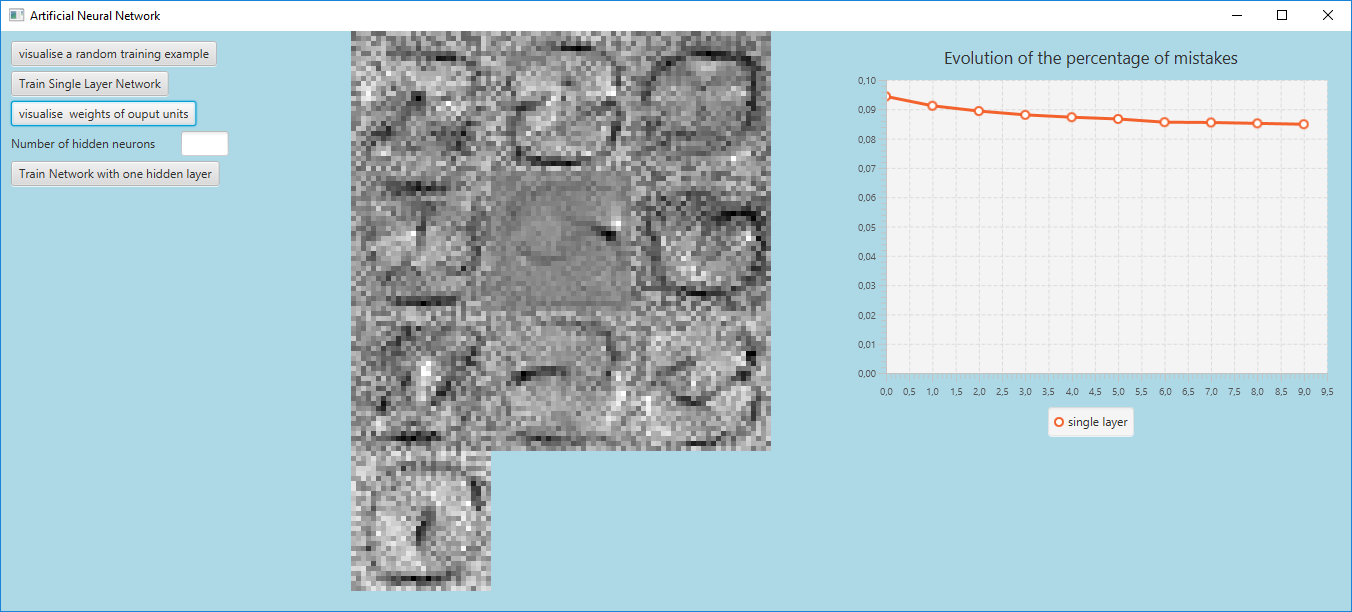 Artificial Neural Network
visualise a random training example
Train Single Layer Network
visualise  weights of ouput units
Number of hidden neurons
Train Network with one hidden layer
Evolution of the percentage of mistakes
0,10
0,09
0,08
0,07
0,06
0,05
0,04
0,03
0,02
0,01
0,00
0,0 0,5 1,0 1,5 2,0 2,5 3,0 3,5 4,0 4,5 5,0 5,5 6,0 6,5 7,0 7,5 8,0 8,5 9,0 9,5
single layer